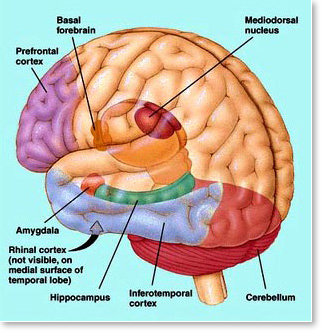 Basal
forebrain
Mediodorsal
nucleus
Prefrontal
cortex
Amygdala
Rhinal cortex
(not visible, on
medial surface of
temporal lobe)
Hippocampus
Inferotemporal
cortex
Cerebellum